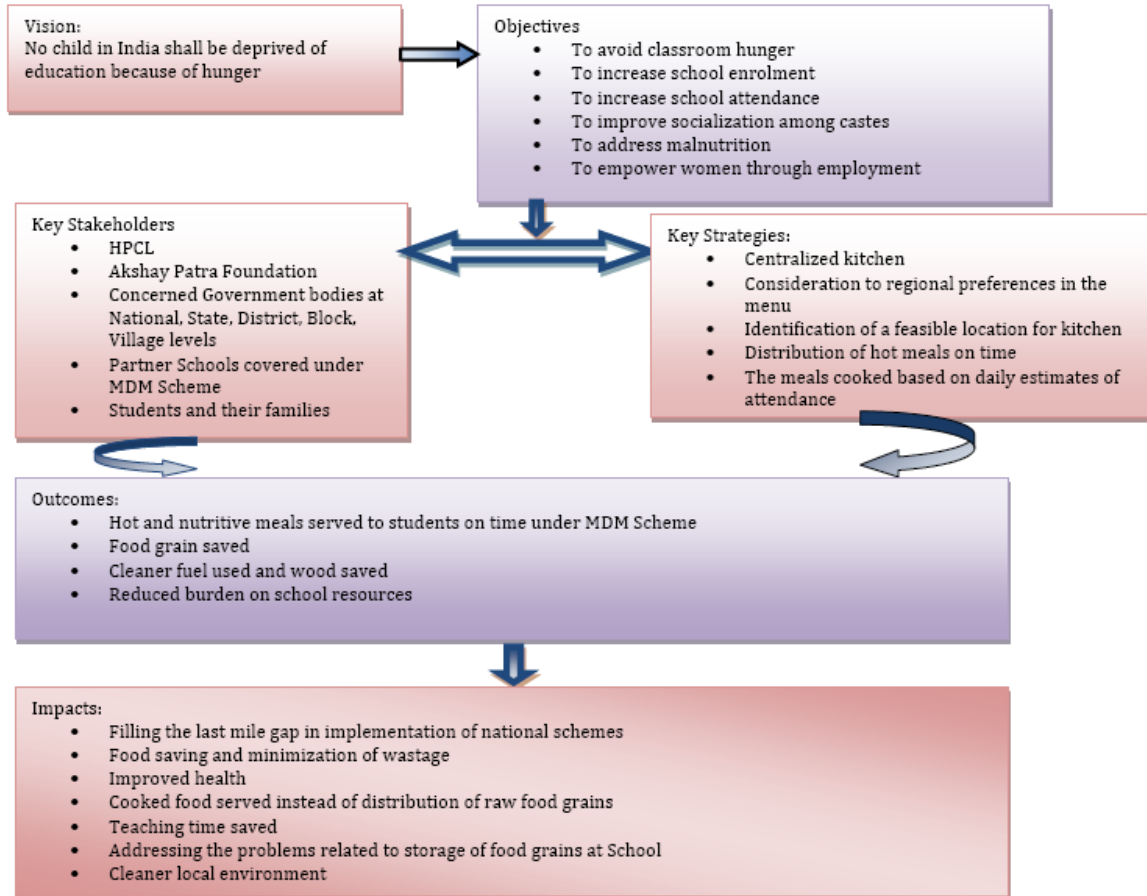 Vision:
No child in India shall be deprived of
education because of hunger
Objectives
• To avoid classroom hunger
• To increase school enrolment
• To increase school attendance
• To improve socialization among castes
• To address malnutrition
• To empower women through employment
Key Stakeholders
• HPCL
• Akshay Patra Foundation
• Concerned Government bodies at
National, State, District, Block,
Village levels
• Partner Schools covered under
MDM Scheme
• Students and their families
Key Strategies:
• Centralized kitchen
• Consideration to regional preferences in the
menu
• Identification of a feasible location for kitchen
• Distribution of hot meals on time
• The meals cooked based on daily estimates of
attendance
Outcomes:
• Hot and nutritive meals served to students on time under MDM Scheme
• Food grain saved
• Cleaner fuel used and wood saved
• Reduced burden on school resources
Impacts:
• Filling the last mile gap in implementation of national schemes
• Food saving and minimization of wastage
• Improved health
• Cooked food served instead of distribution of raw food grains
• Teaching time saved
• Addressing the problems related to storage of food grains at School
• Cleaner local environment